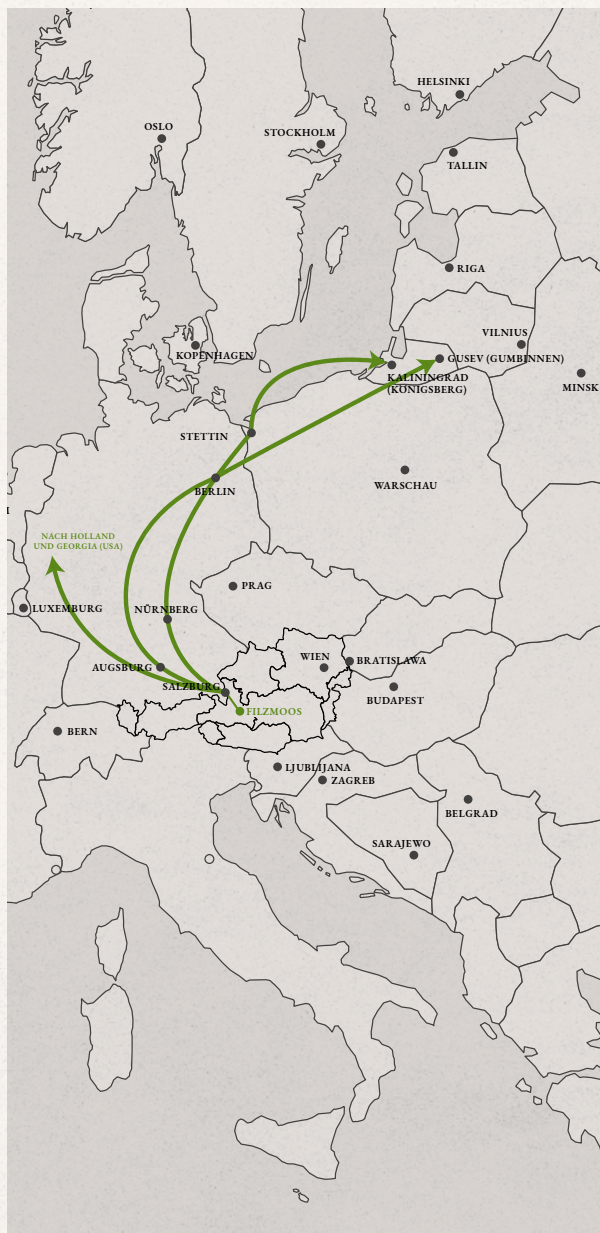 HELSINKI
OSLO
STOCKHOLM
TALLIN
RIGA
VILNIUS
KOPENHAGEN
GUSEV (GUMBINNEN)
KALININGRAD
(KÖNIGSBERG)
MINSK
STETTIN
WARSCHAU
BERLIN
NACH HOLLAND
UND GEORGIA (USA)
PRAG
LUXEMBURG
NÜRNBERG
WIEN
BRATISLAWA
AUGSBURG
SALZBURG
BUDAPEST
FILZMOOS
BERN
LJUBLIJANA
ZAGREB
BELGRAD
SARAJEWO